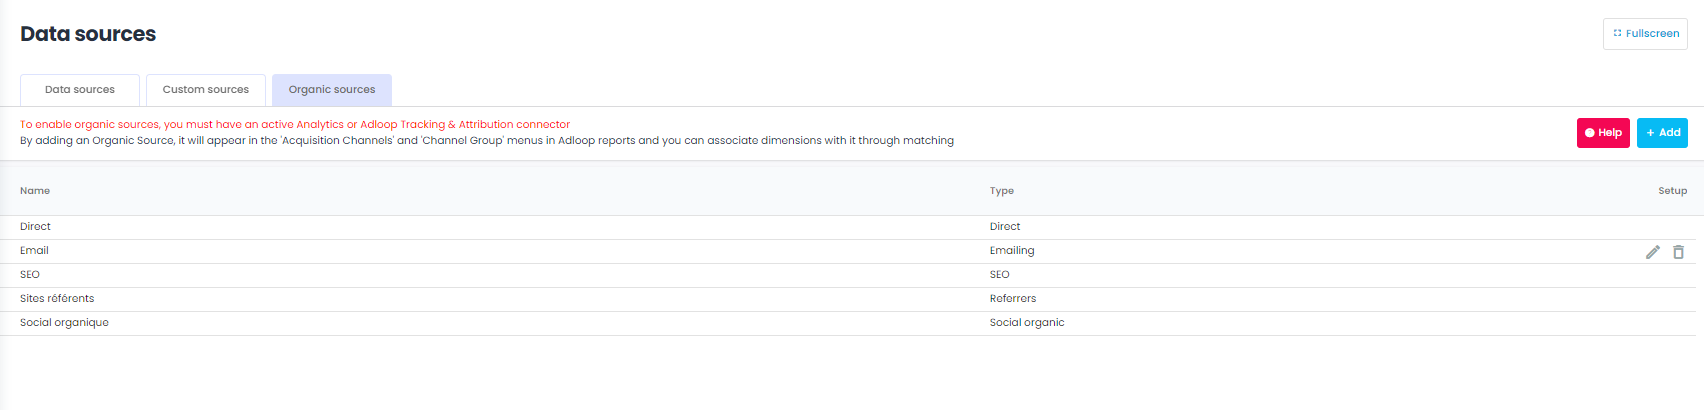 Data sources
Fullscreen
Data sources
Custom sources
Organic sources
To enable organic sources, you must have an active Analytics or Adloop Tracking & Attribution connector
By adding an Organic Source, it will appear in the 'Acquisition Channels' and 'Channel Group' menus in Adloop reports and you can associate dimensions with it through matching
Help
+ Add
Name Type Setup
Direct Direct
Email Emailing
SEO SEO
Sites référents Referrers
Social organique Social organic